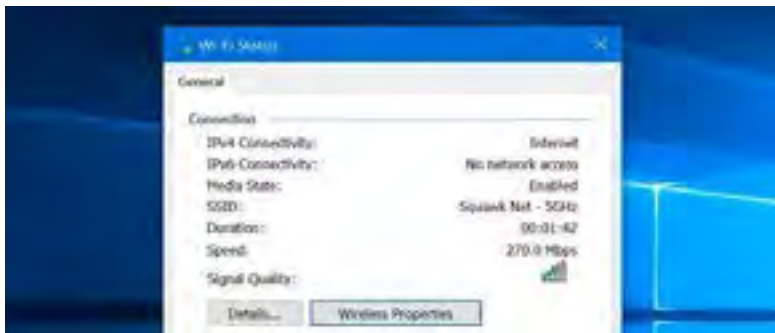 Wi-Fi Status
General
Connection
IPv4 Connectivity: Internet
IPv6 Connectivity: No network access
Media State: Enabled
SSID: Squawk Net - 5GHz
Duration: 00:01:42
Speed: 270.0 Mbps
Signal Quality:
Details... Wireless Properties